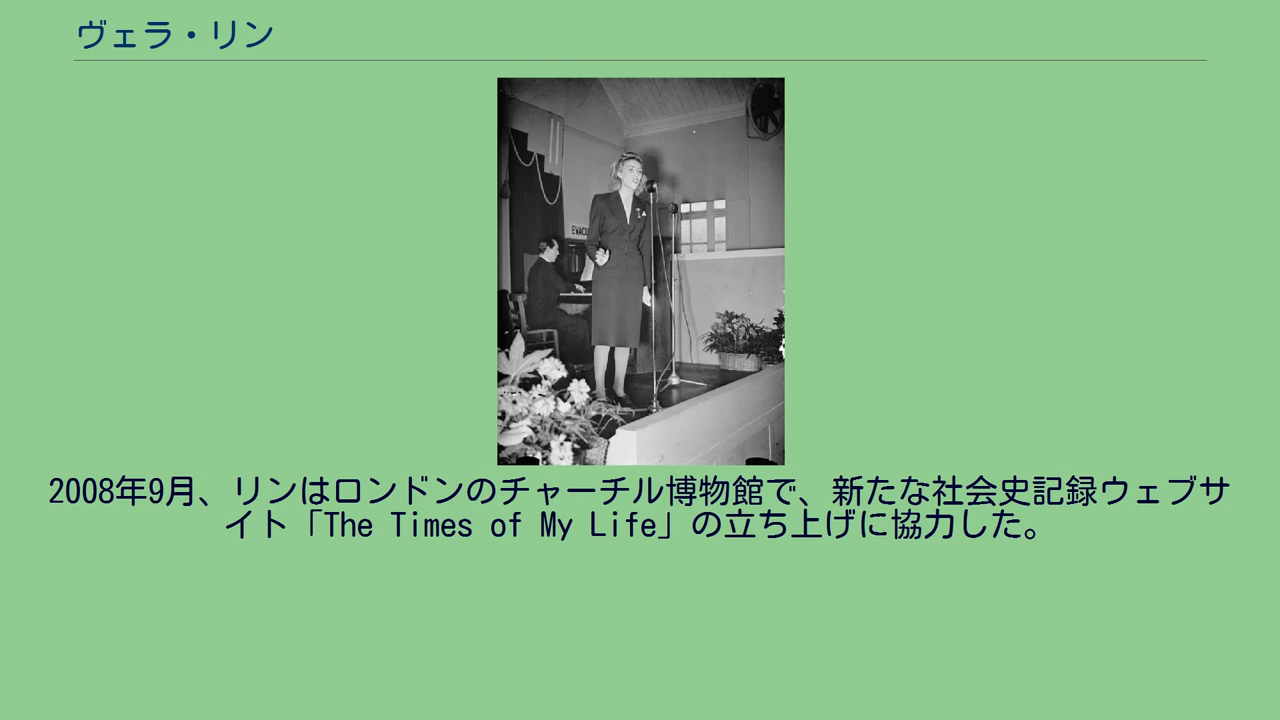 ヴェラ・リン
EVACU
2008年9月、リンはロンドンのチャーチル博物館で、新たな社会史記録ウェブサ
イト「The Times of My Life」の立ち上げに協力した。